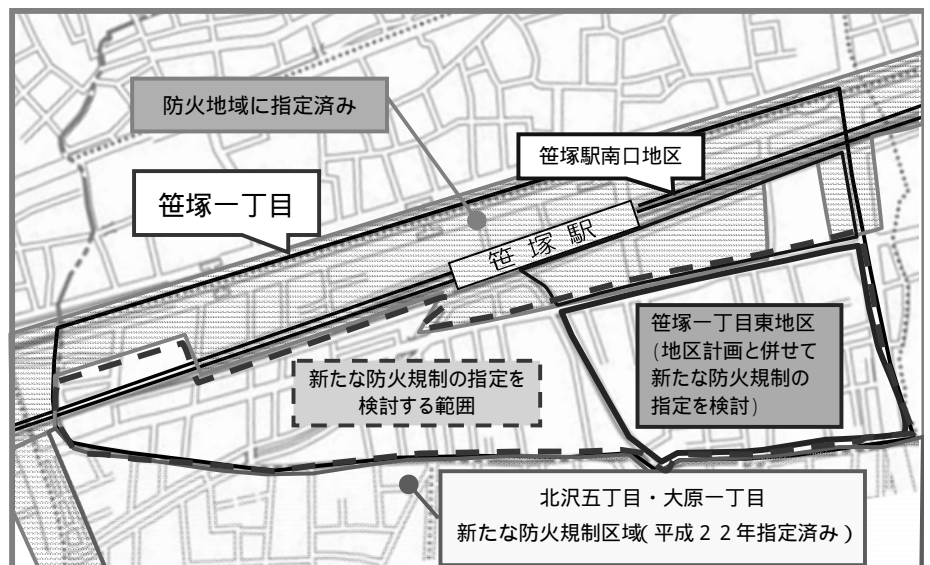 防火地域に指定済み
笹塚駅南口地区
笹塚一丁目
笹塚駅
笹塚一丁目東地区
(地区計画と併せて
新たな防火規制の
指定を検討)
新たな防火規制の指定を
検討する範囲
北沢五丁目・大原一丁目
新たな防火規制区域(平成22年指定済み)